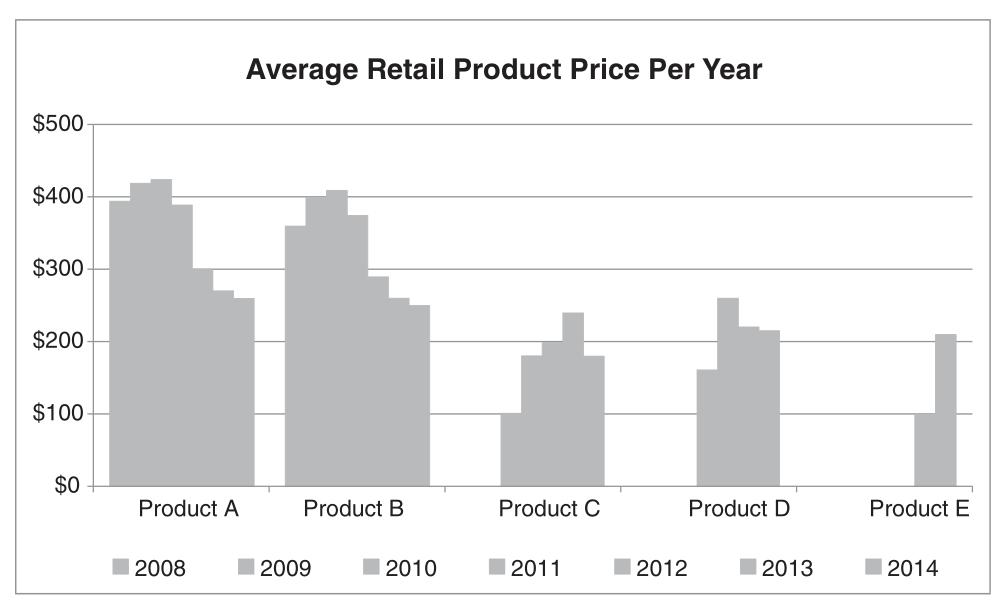 Average Retail Product Price Per Year
$500
$400
$300
$200
$100
$0
Product A Product B Product C Product D Product E
2008 2009 2010 2011 2012 2013 2014